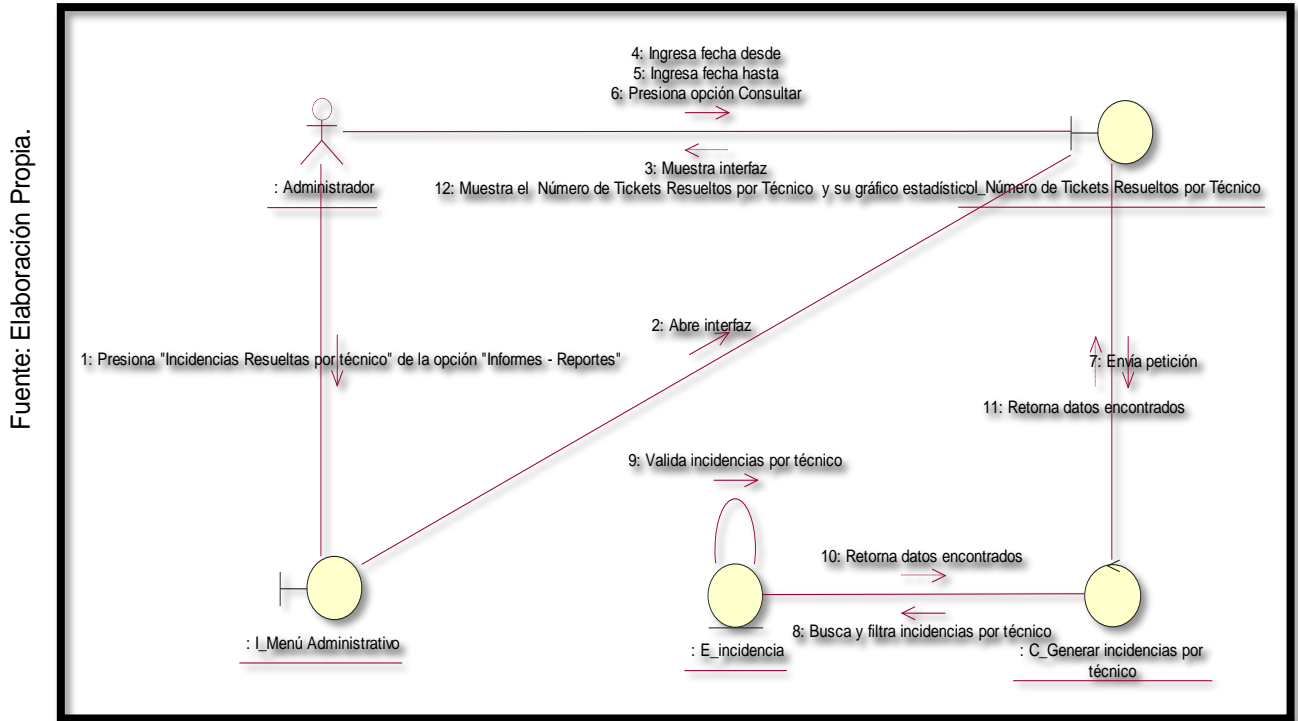 Fuente: Elaboración Propia.
4: Ingresa fecha desde
5: Ingresa fecha hasta
6: Presiona opción Consultar
3: Muestra interfaz
12: Muestra el Número de Tickets Resueltos por Técnico y su gráfico estadístico
: Administrador
I_Número de Tickets Resueltos por Técnico
2: Abre interfaz
1: Presiona "Incidencias Resueltas por técnico" de la opción "Informes - Reportes"
7: Envía petición
11: Retorna datos encontrados
9: Valida incidencias por técnico
10: Retorna datos encontrados
8: Busca y filtra incidencias por técnico
: I_Menú Administrativo
: E_incidencia
: C_Generar incidencias por
técnico